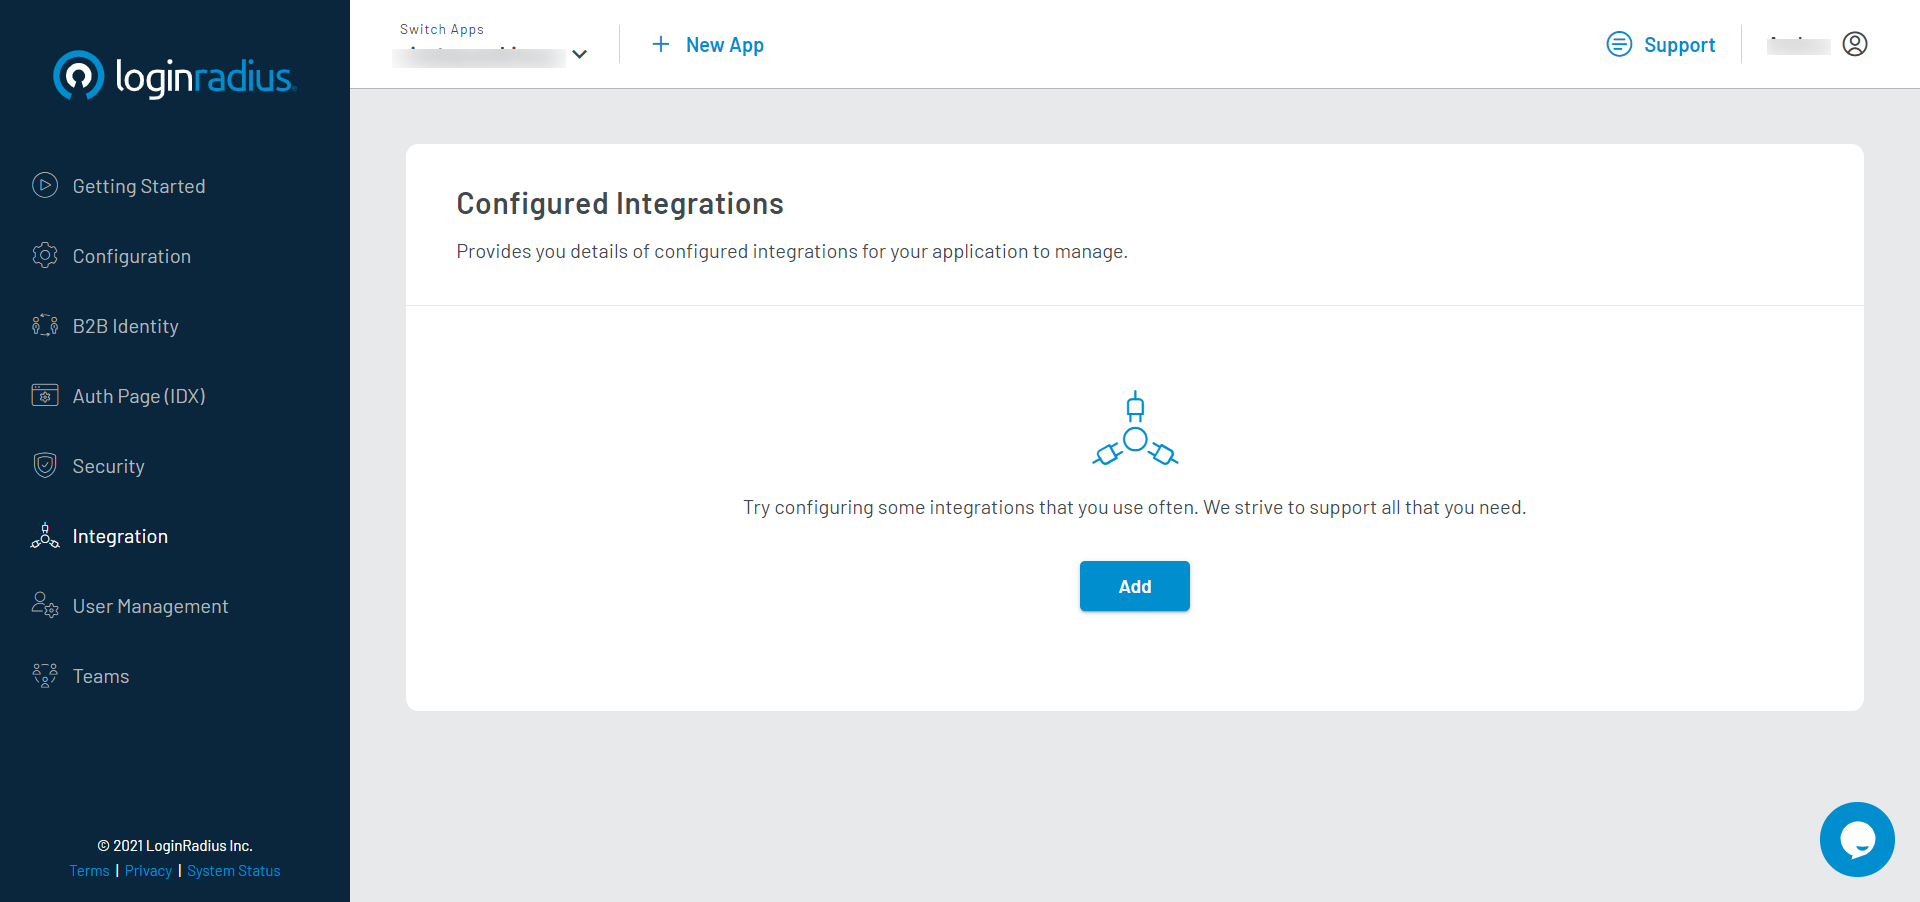 loginradius
Getting Started
Configuration
B2B Identity
Auth Page (IDX)
Security
Integration
User Management
Teams
© 2021 LoginRadius Inc.
Terms | Privacy | System Status
Switch Apps
New App
Support
Configured Integrations
Provides you details of configured integrations for your application to manage.
Try configuring some integrations that you use often. We strive to support all that you need.
Add